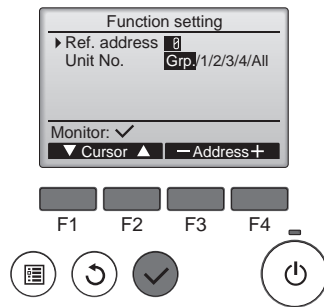 Function setting
Ref. address 0
Unit No. Grp./1/2/3/4/All
Monitor:
Cursor − Address +
F1 F2 F3 F4